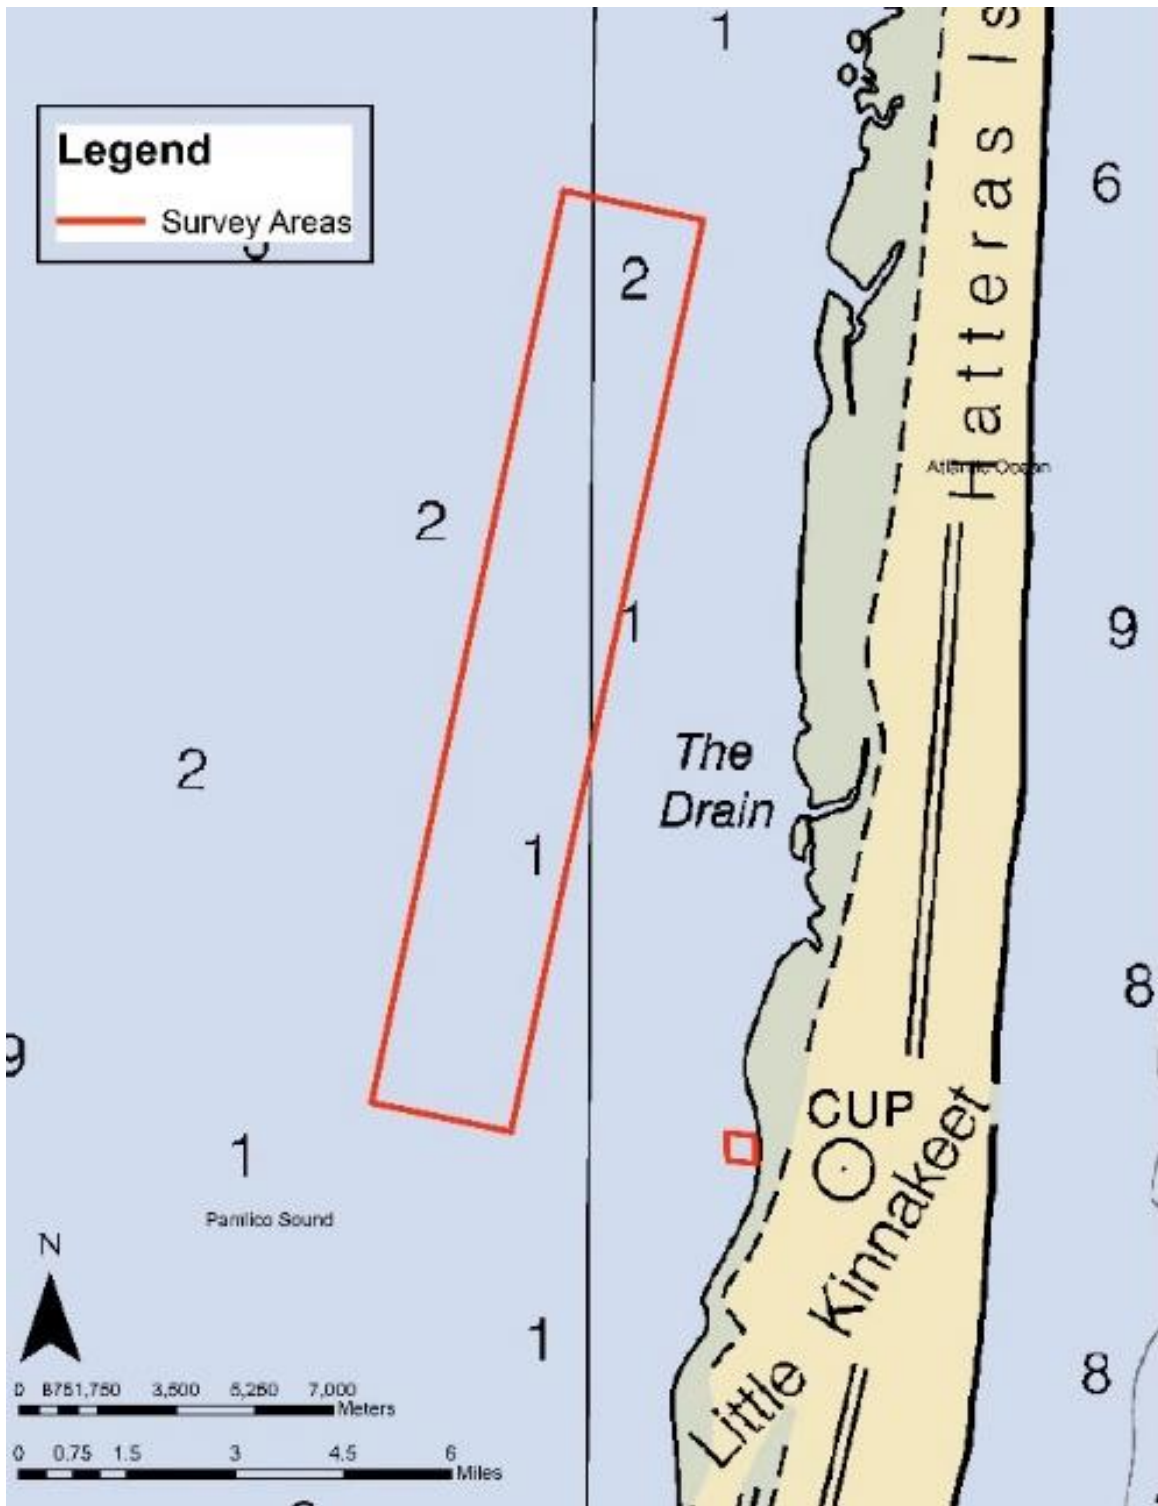 1
Legend
Survey Areas
6
2
Hatteras Is
Atlantic Ocean
2
1
9
The
Drain
2
1
8
9
CUP
1
Little Kinnakeet
Pamlico Sound
N
1
8
0 8751,750 3,500 5,250 7,000
Meters
0 0.75 1.5 3 4.5 6
Miles